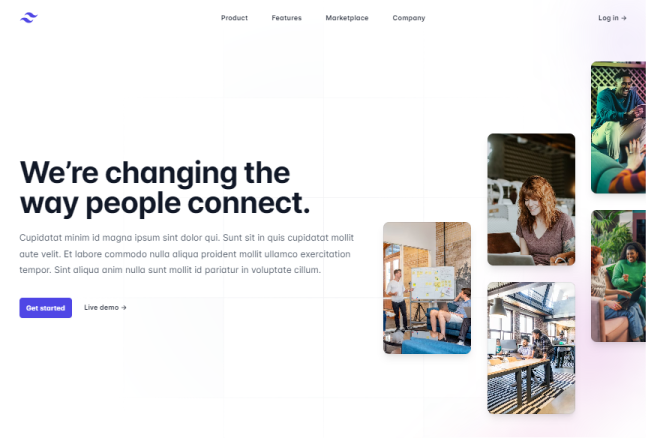 Product
Features
Marketplace
Company
Log in →
We're changing the
way people connect.
Cupidatat minim id magna ipsum sint dolor qui. Sunt sit in quis cupidatat mollit
aute velit. Et labore commodo nulla aliqua proident mollit ullamco exercitation
tempor. Sint aliqua anim nulla sunt mollit id pariatur in voluptate cillum.
Get started
Live demo →